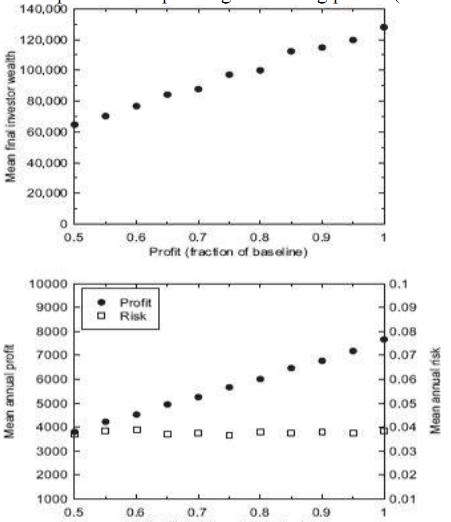 140,000
120,000
100,000
80,000
60,000
40,000
20,000
0
Mean final investor wealth
0.5 0.6 0.7 0.8 0.9 1
Profit (fraction of baseline)
10000 0.1
9000 0.09
8000 0.08
7000 0.07
6000 0.06
5000 0.05
4000 0.04
3000 0.03
2000 0.02
1000 0.01
Profit
Risk
Mean annual profit
Mean annual risk
0.5 0.6 0.7 0.8 0.9 1